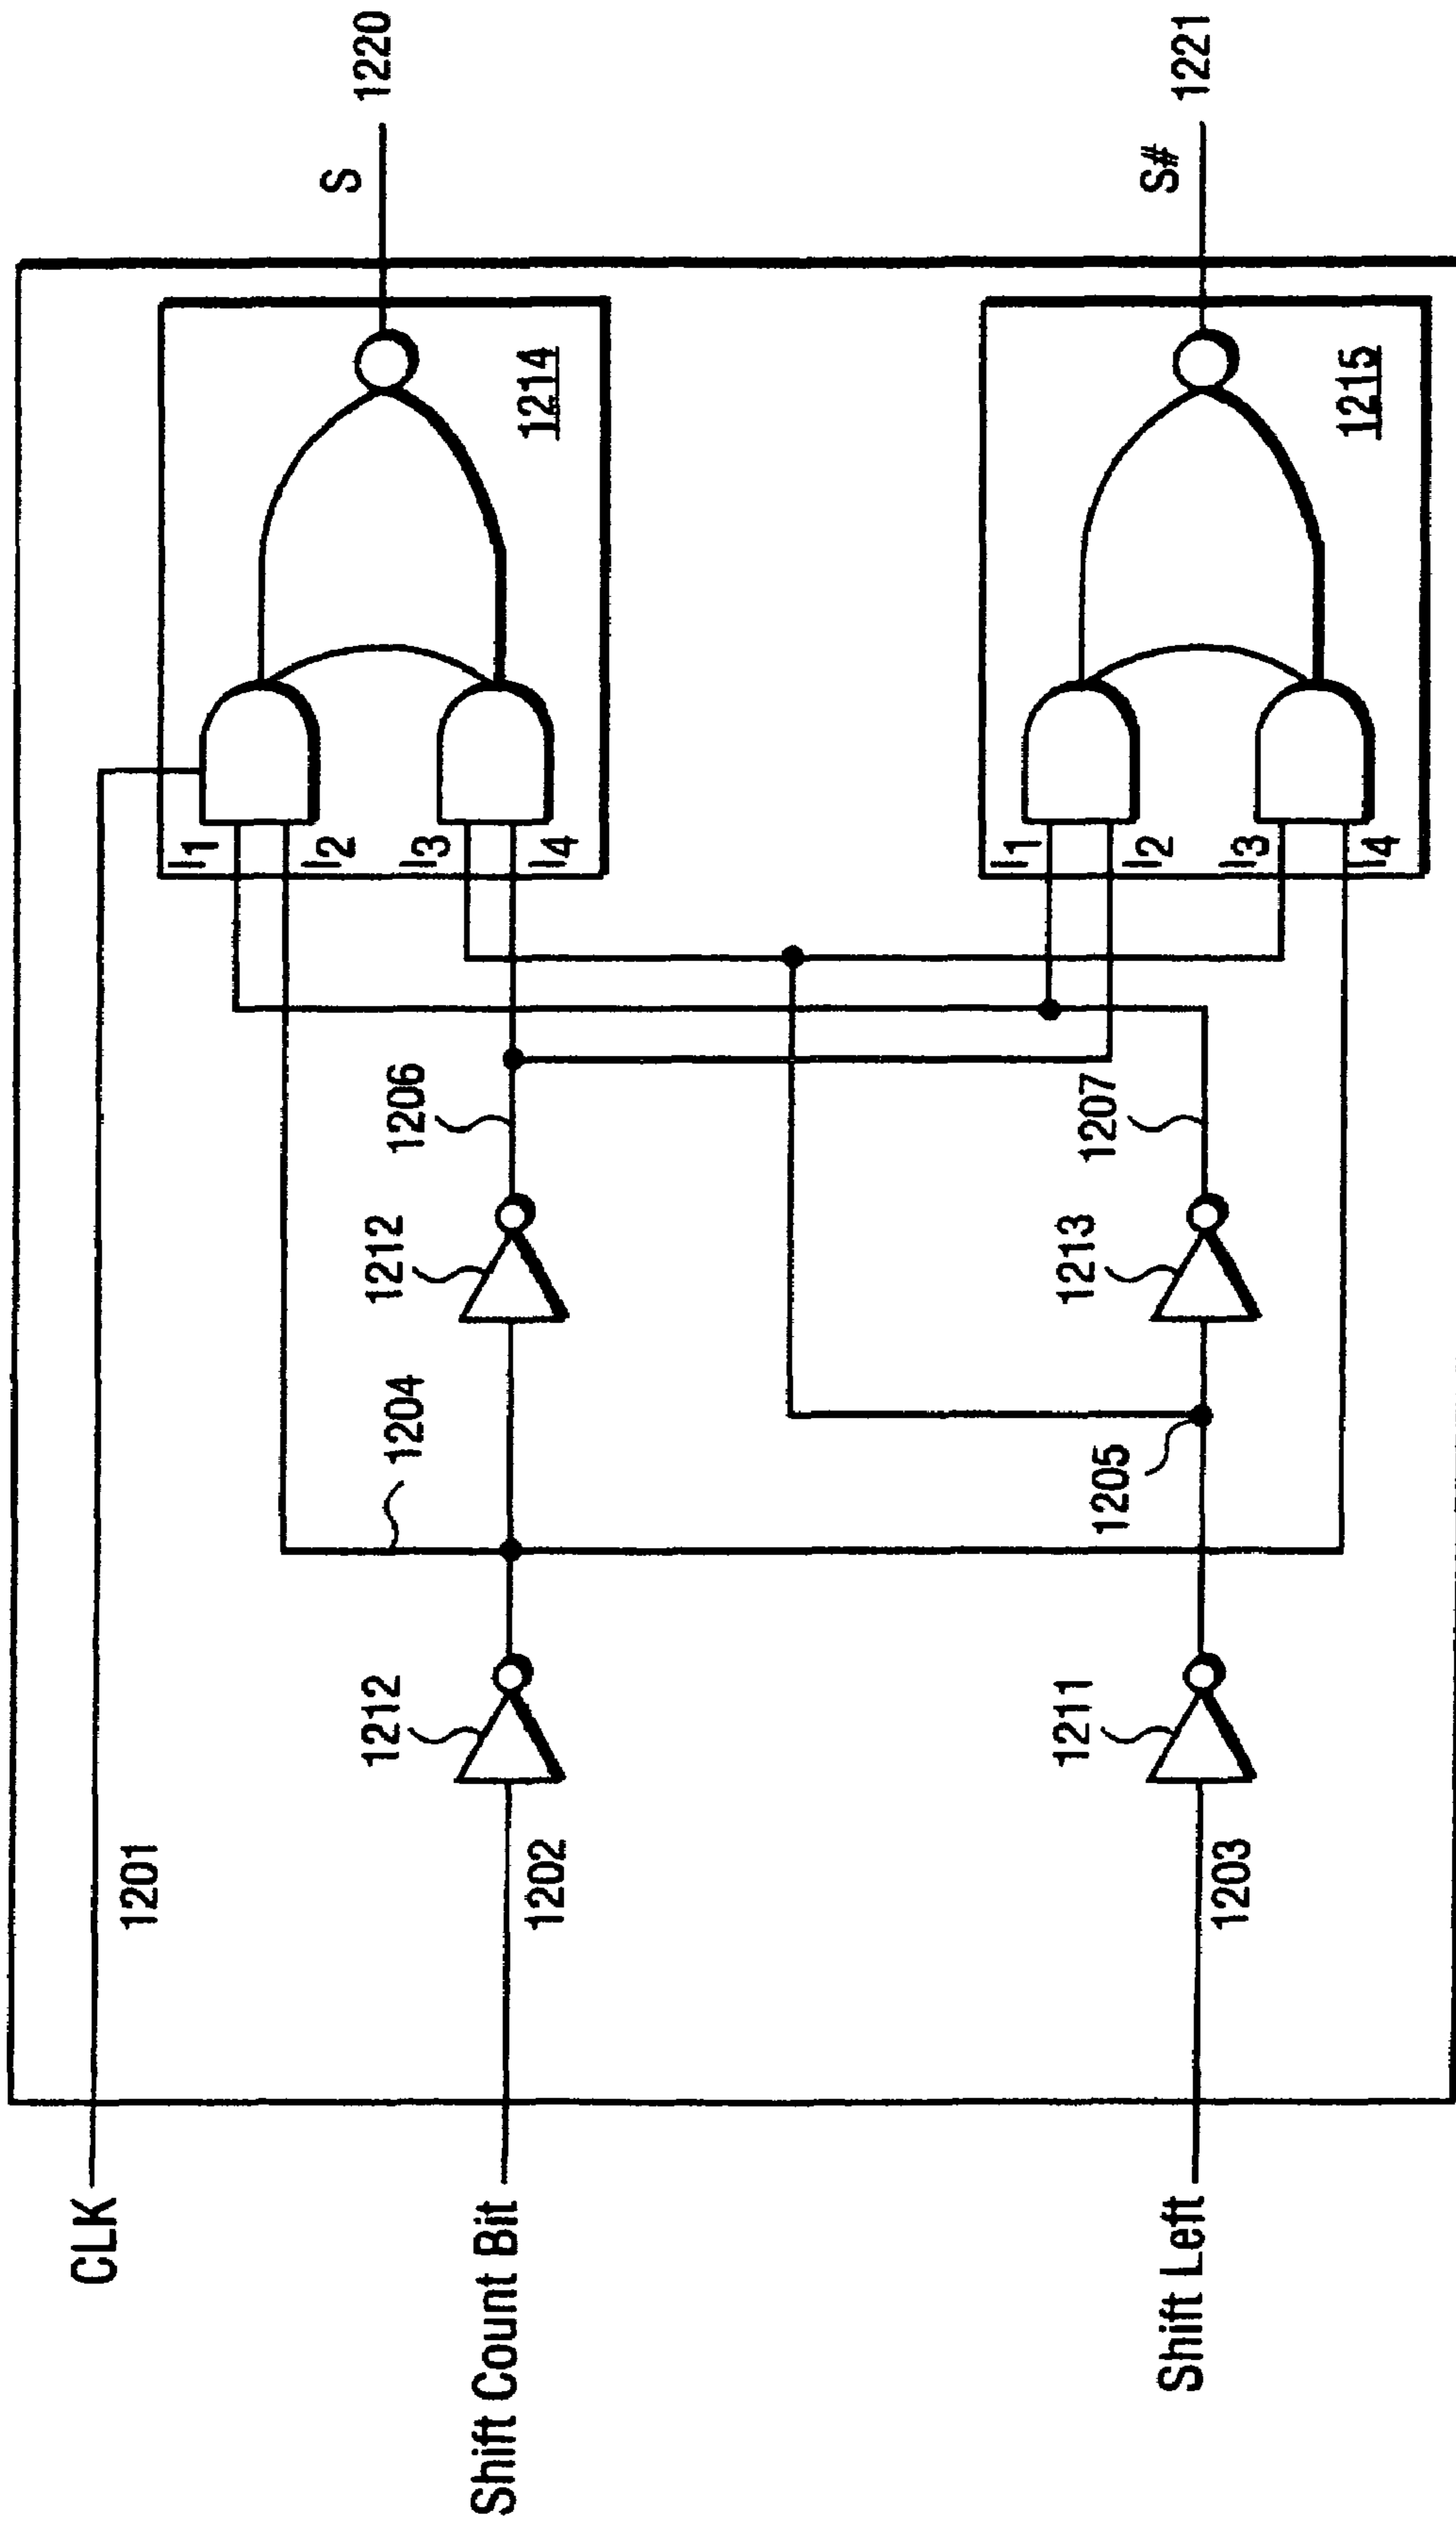 CLK
1201
Shift Count Bit
1202
1212
1204
1212
1206
I1
I2
I3
I4
1214
S
1220
Shift Left
1203
1211
1205
1213
1207
I1
I2
I3
I4
1215
S#
1221